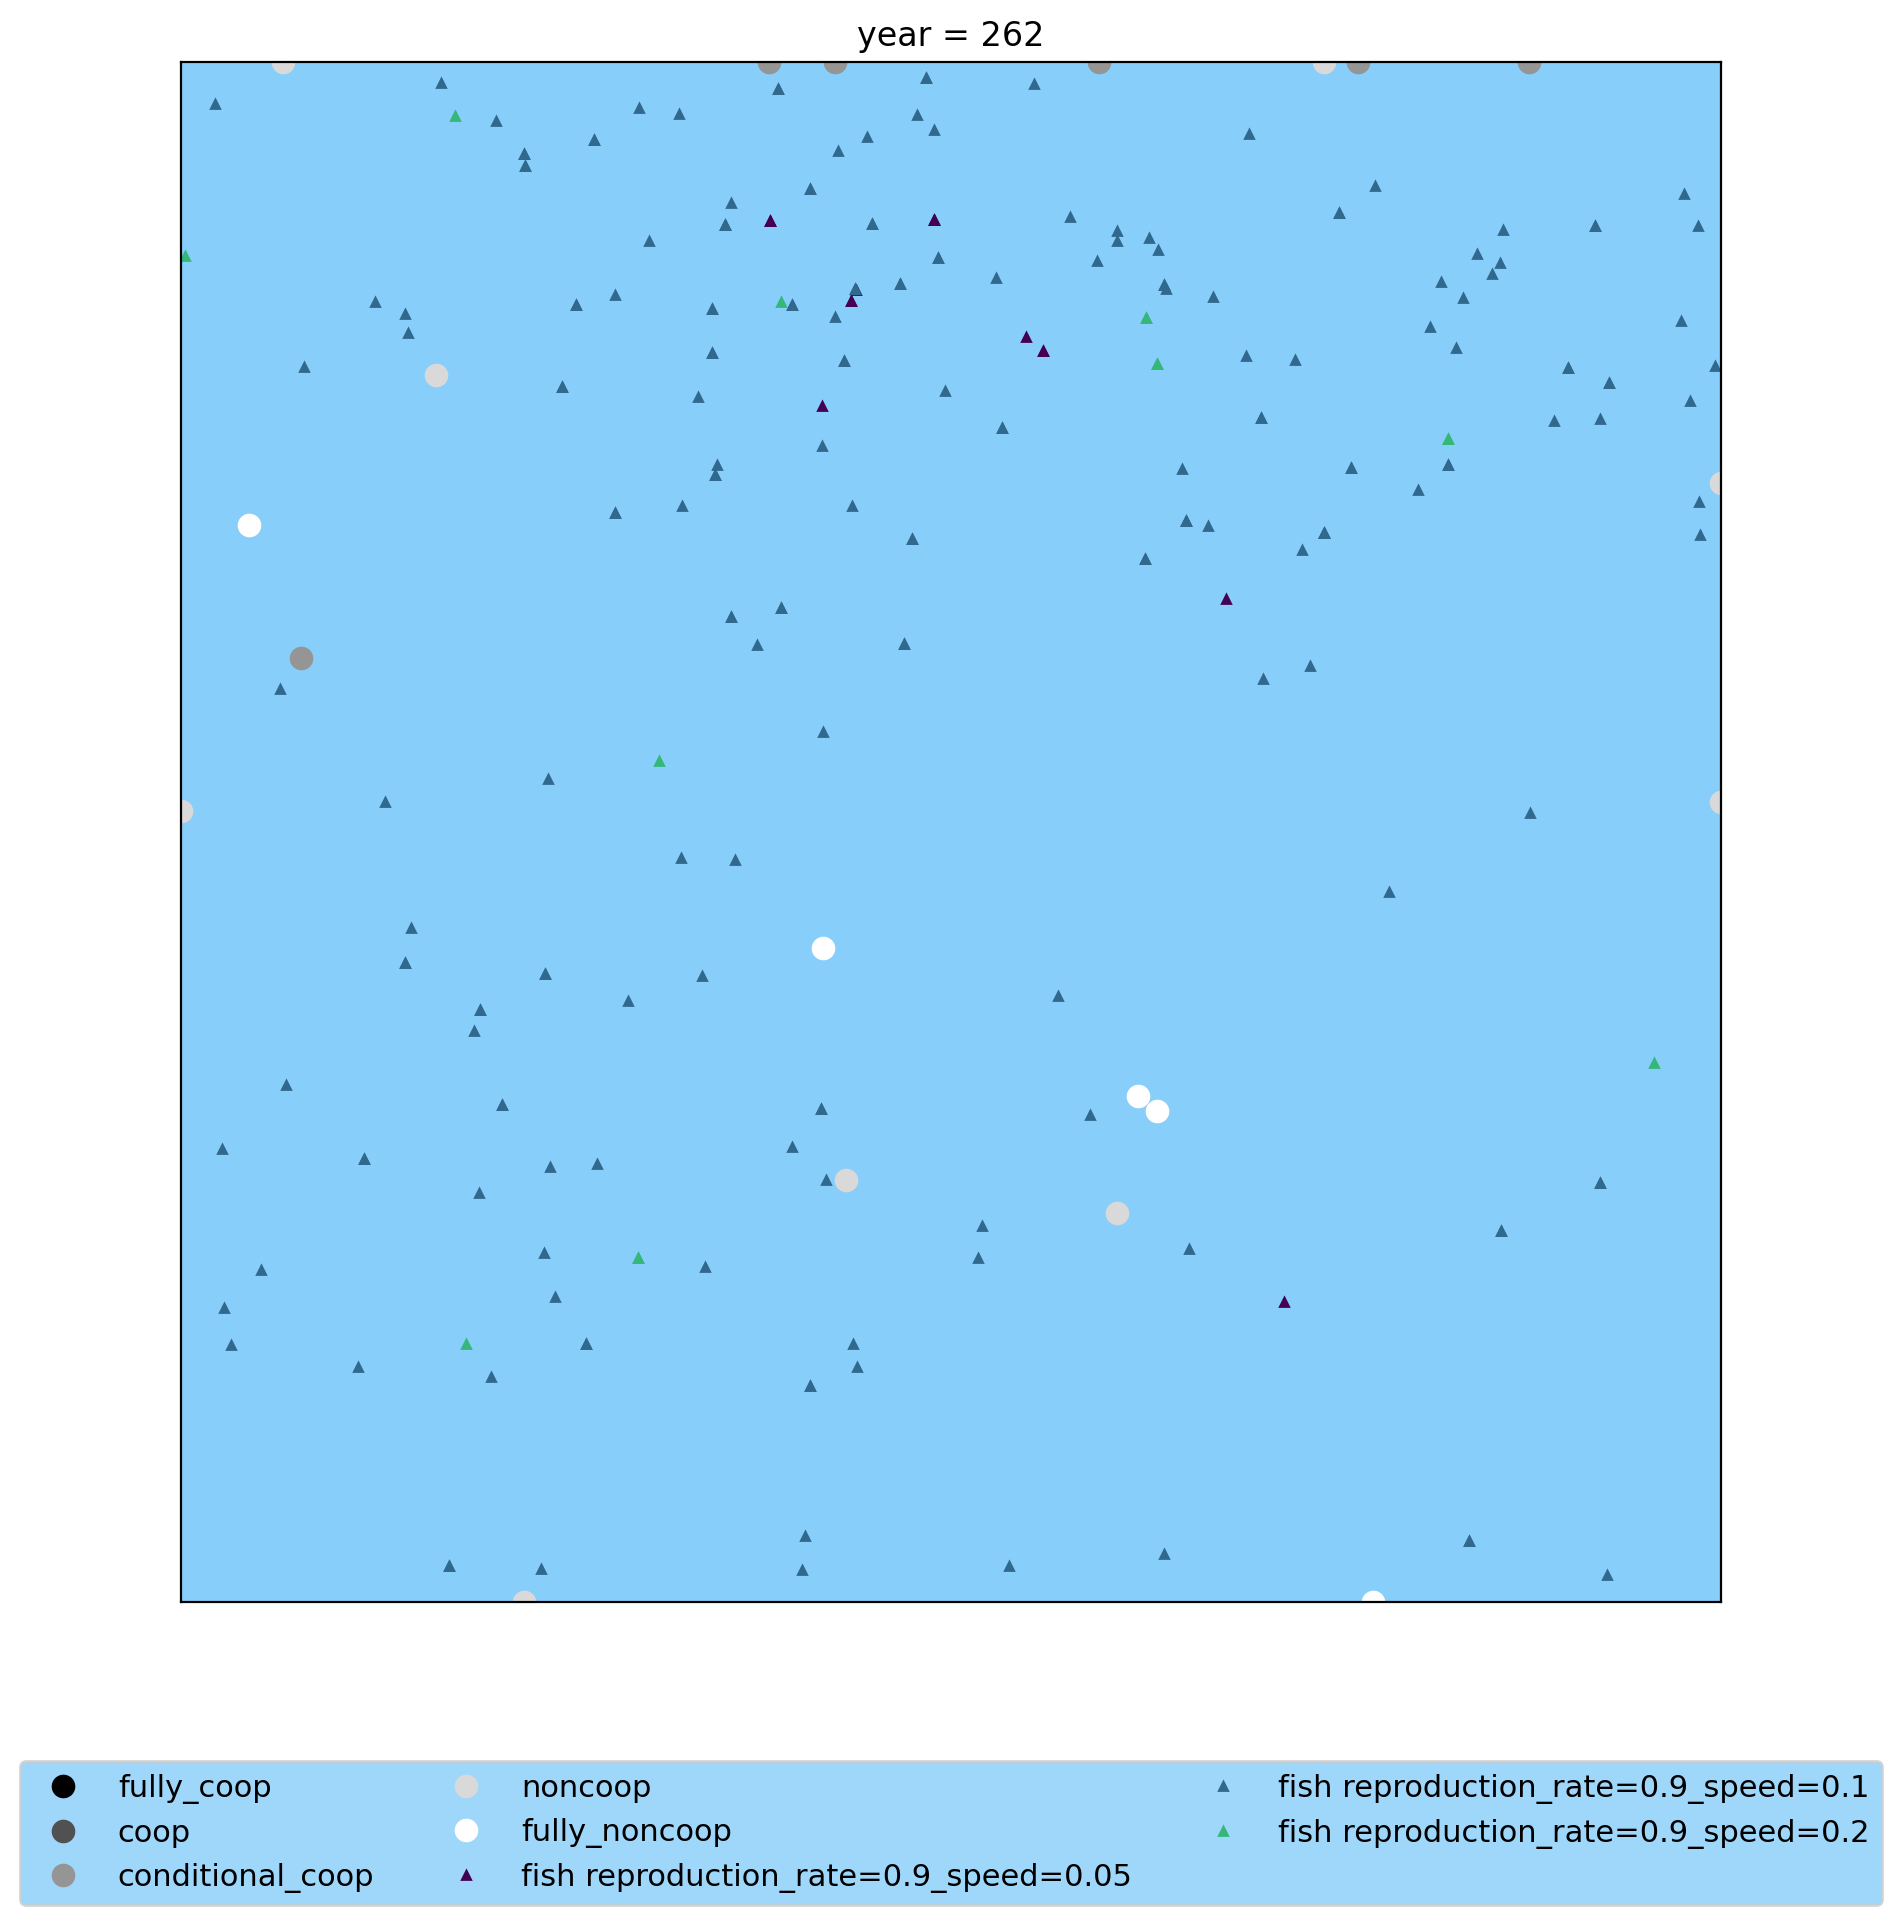 year = 262
fully_coop
coop
conditional_coop
noncoop
fully_noncoop
fish reproduction_rate=0.9_speed=0.05
fish reproduction_rate=0.9_speed=0.1
fish reproduction_rate=0.9_speed=0.2